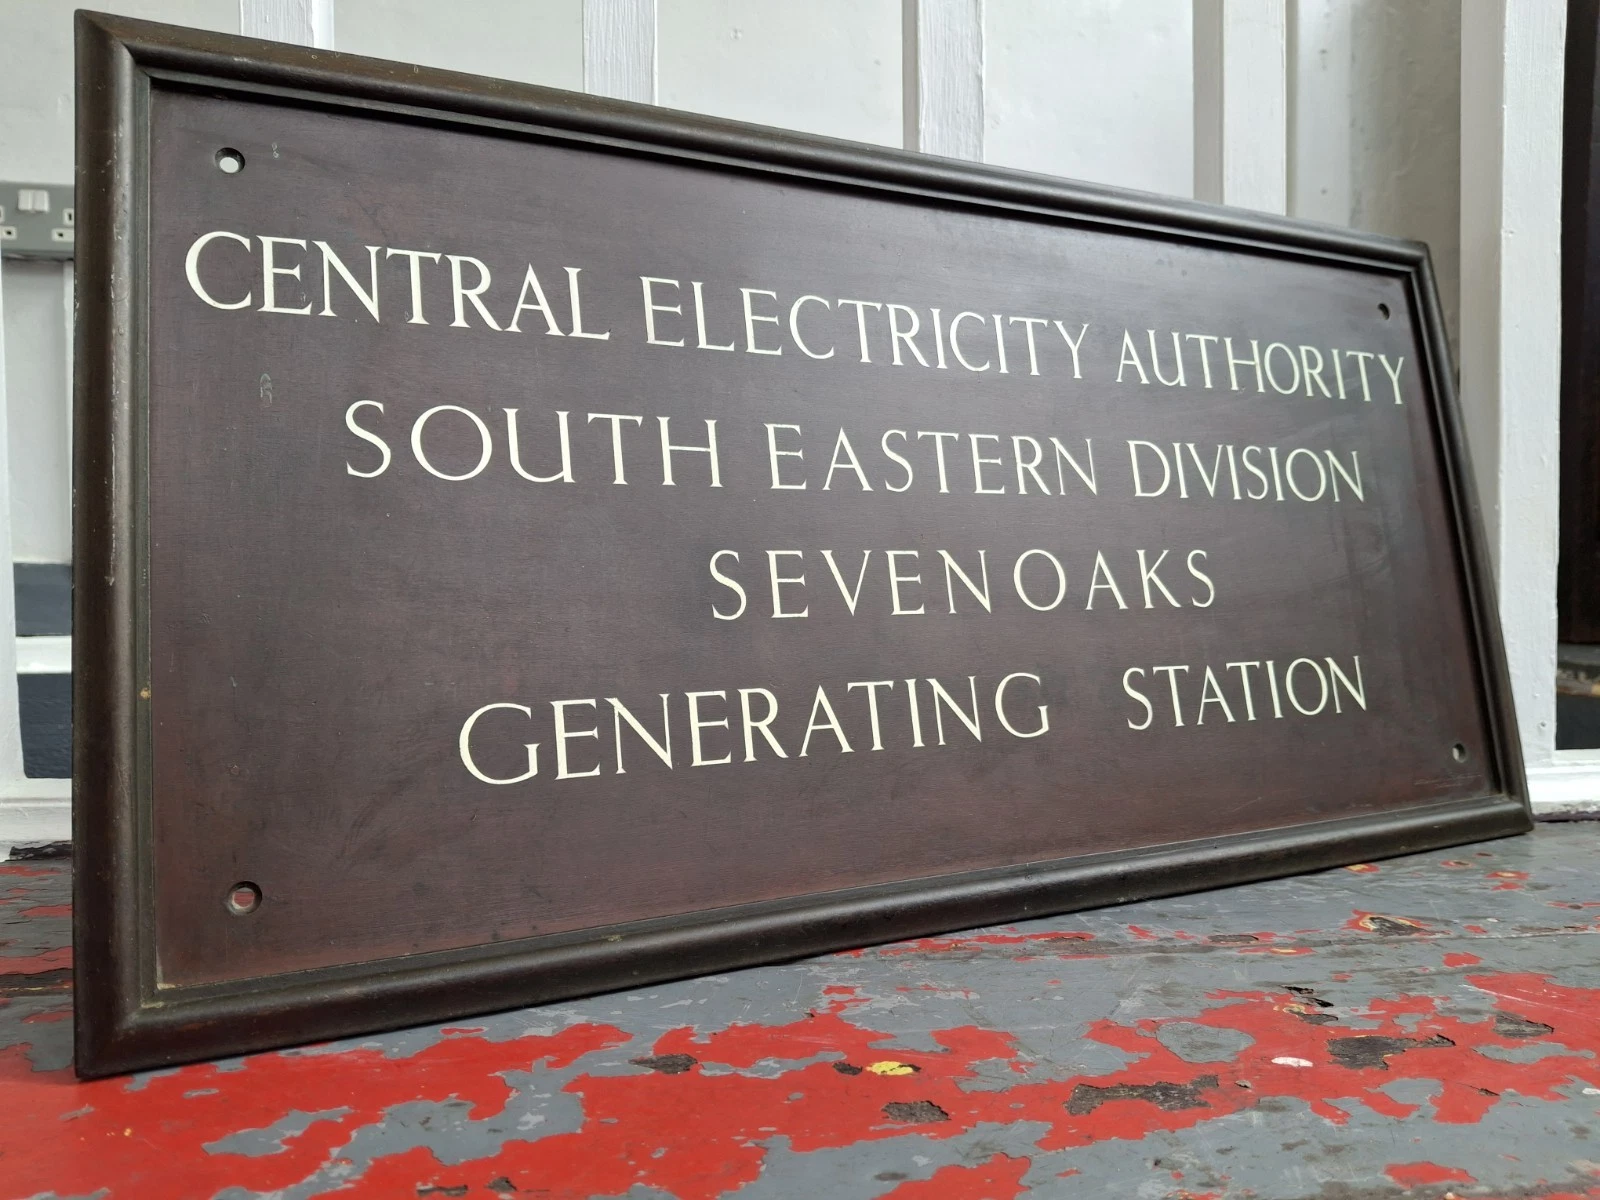 CENTRAL ELECTRICITY AUTHORITY
SOUTH EASTERN DIVISION
SEVENOAKS
GENERATING STATION